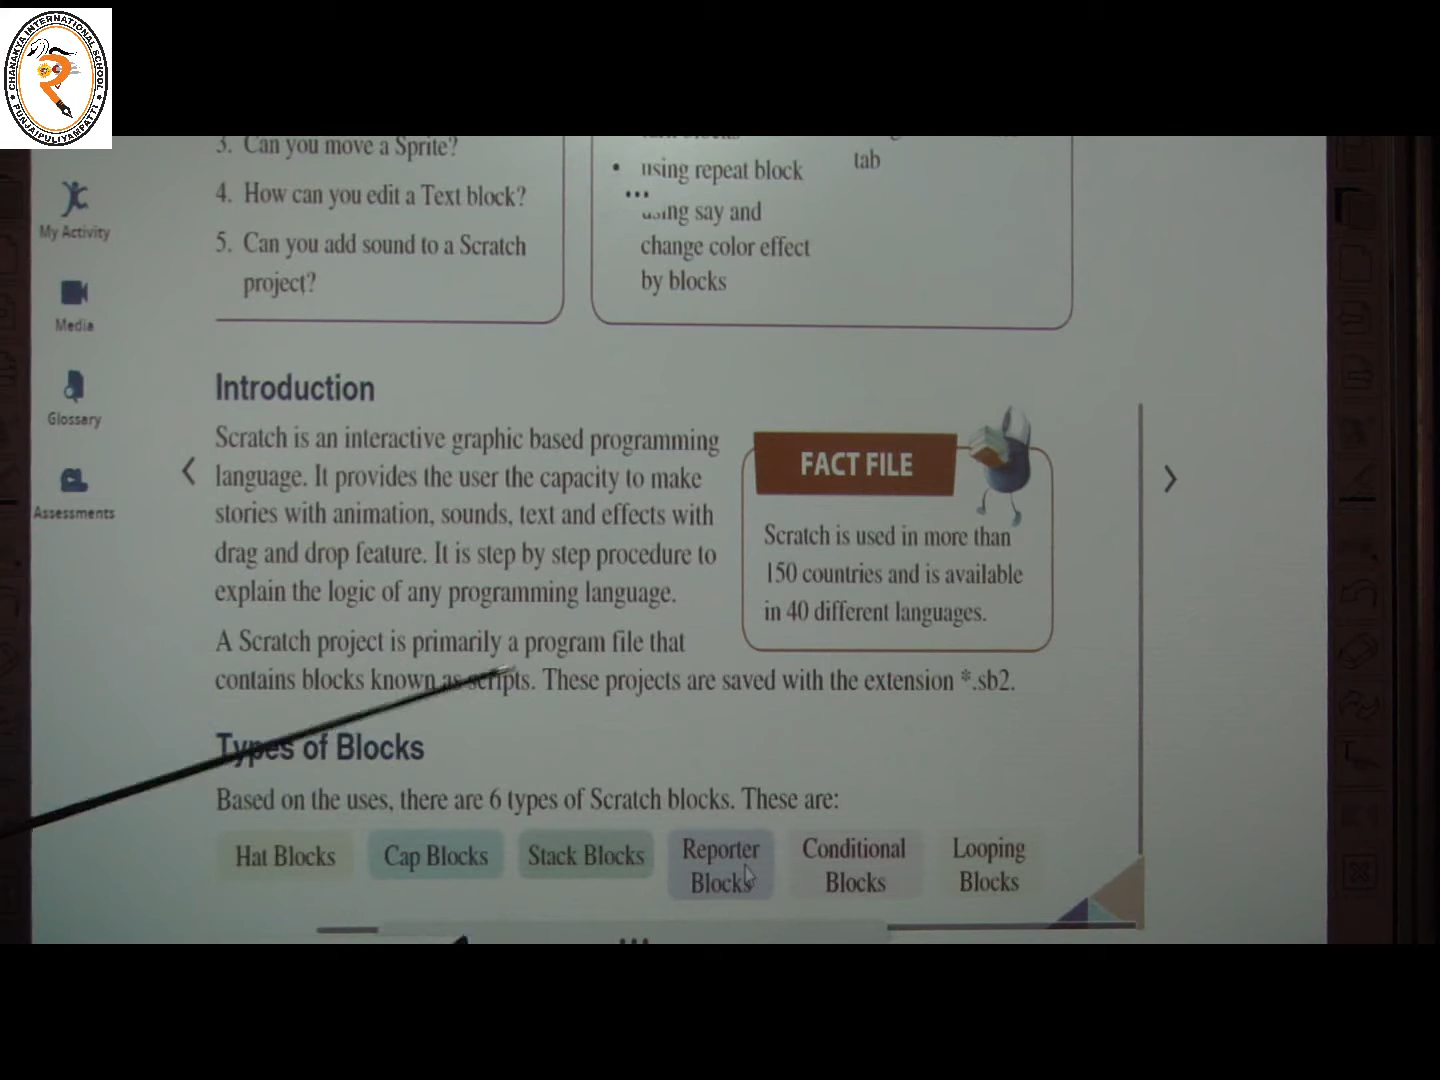 CHANAKYA INTERNATIONAL SCHOOL
PUNJAIPULIYAMPATTI
My Activity
Media
Glossary
Assessments
3. Can you move a Sprite?
4. How can you edit a Text block?
5. Can you add sound to a Scratch
project?
• using repeat block
using say and
change color effect
by blocks
tab
Introduction
Scratch is an interactive graphic based programming
language. It provides the user the capacity to make
stories with animation, sounds, text and effects with
drag and drop feature. It is step by step procedure to
explain the logic of any programming language.
FACT FILE
Scratch is used in more than
150 countries and is available
in 40 different languages.
A Scratch project is primarily a program file that
contains blocks known as scripts. These projects are saved with the extension *.sb2.
Types of Blocks
Based on the uses, there are 6 types of Scratch blocks. These are:
Hat Blocks
Cap Blocks
Stack Blocks
Reporter
Blocks
Conditional
Blocks
Looping
Blocks